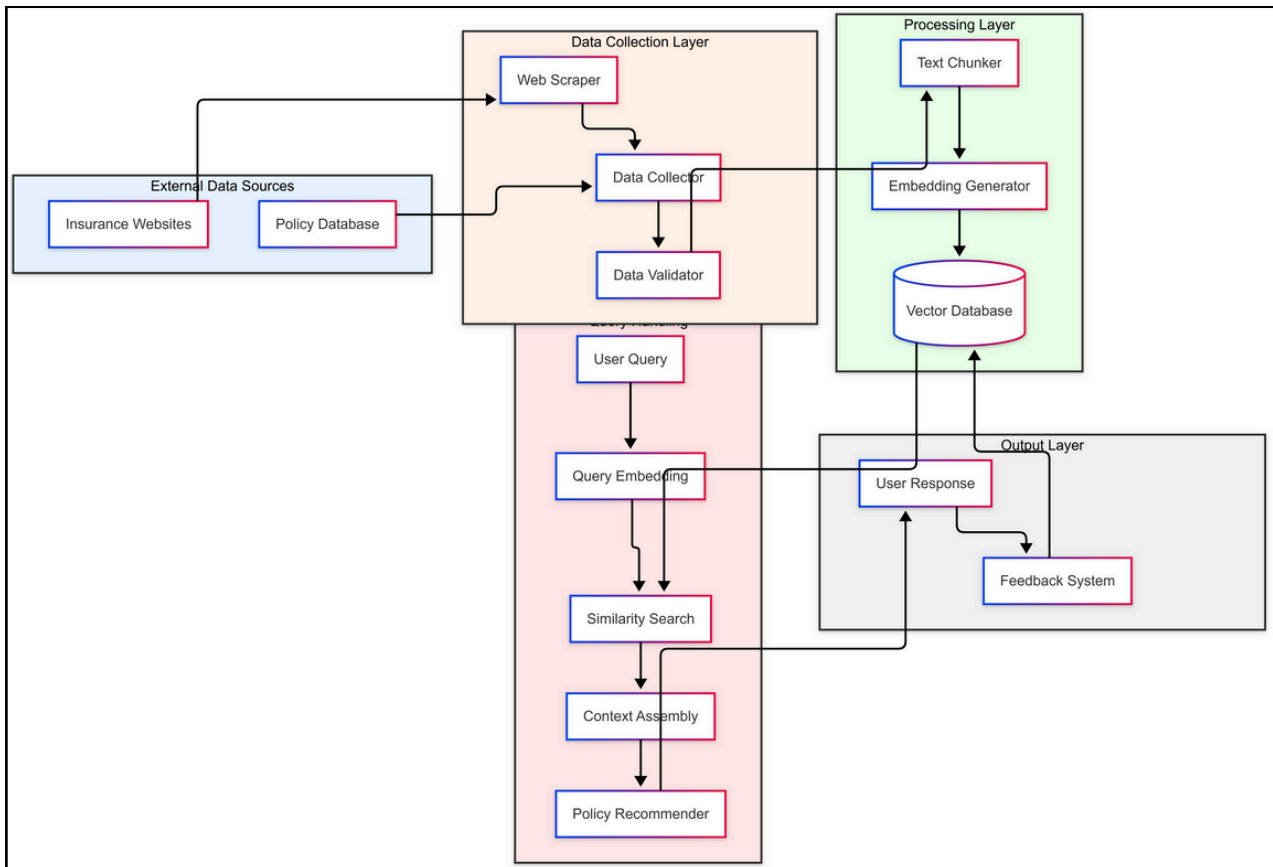 Data Collection Layer
Web Scraper
Data Collector
Data Validator
External Data Sources
Insurance Websites
Policy Database
Processing Layer
Text Chunker
Embedding Generator
Vector Database
Query Handling
User Query
Query Embedding
Similarity Search
Context Assembly
Policy Recommender
Output Layer
User Response
Feedback System